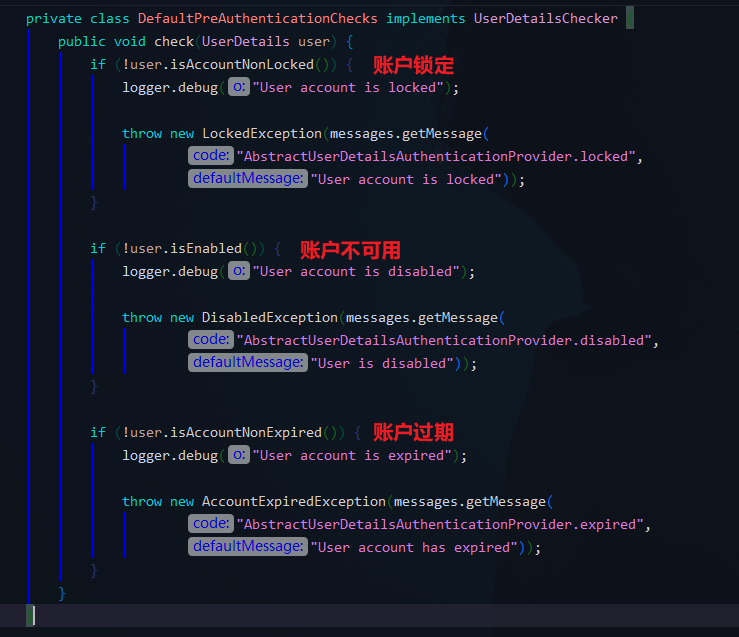 private class DefaultPreAuthenticationChecks implements UserDetailsChecker {
public void check(UserDetails user) {
if (!user.isAccountNonLocked()) { 账户锁定
logger.debug( o: "User account is locked");
throw new LockedException(messages.getMessage(
code: "AbstractUserDetailsAuthenticationProvider.locked",
defaultMessage: "User account is locked"));
}
if (!user.isEnabled()) { 账户不可用
logger.debug( o: "User account is disabled");
throw new DisabledException(messages.getMessage(
code: "AbstractUserDetailsAuthenticationProvider.disabled",
defaultMessage: "User is disabled"));
}
if (!user.isAccountNonExpired()) { 账户过期
logger.debug( o: "User account is expired");
throw new AccountExpiredException(messages.getMessage(
code: "AbstractUserDetailsAuthenticationProvider.expired",
defaultMessage: "User account has expired"));
}
}
}